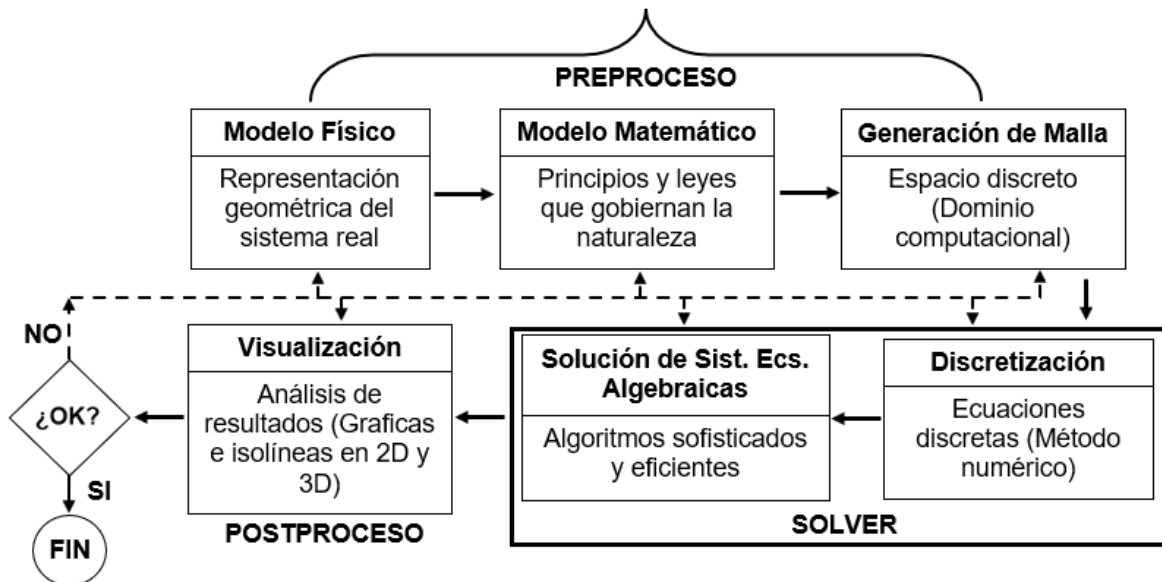 PREPROCESO
Modelo Físico
Representación
geométrica del
sistema real
Modelo Matemático
Principios y leyes
que gobiernan la
naturaleza
Generación de Malla
Espacio discreto
(Dominio
computacional)
NO
¿OK?
SI
FIN
Visualización
Análisis de
resultados (Graficas
e isolíneas en 2D y
3D)
POSTPROCESO
Solución de Sist. Ecs.
Algebraicas
Algoritmos sofisticados
y eficientes
Discretización
Ecuaciones
discretas (Método
numérico)
SOLVER